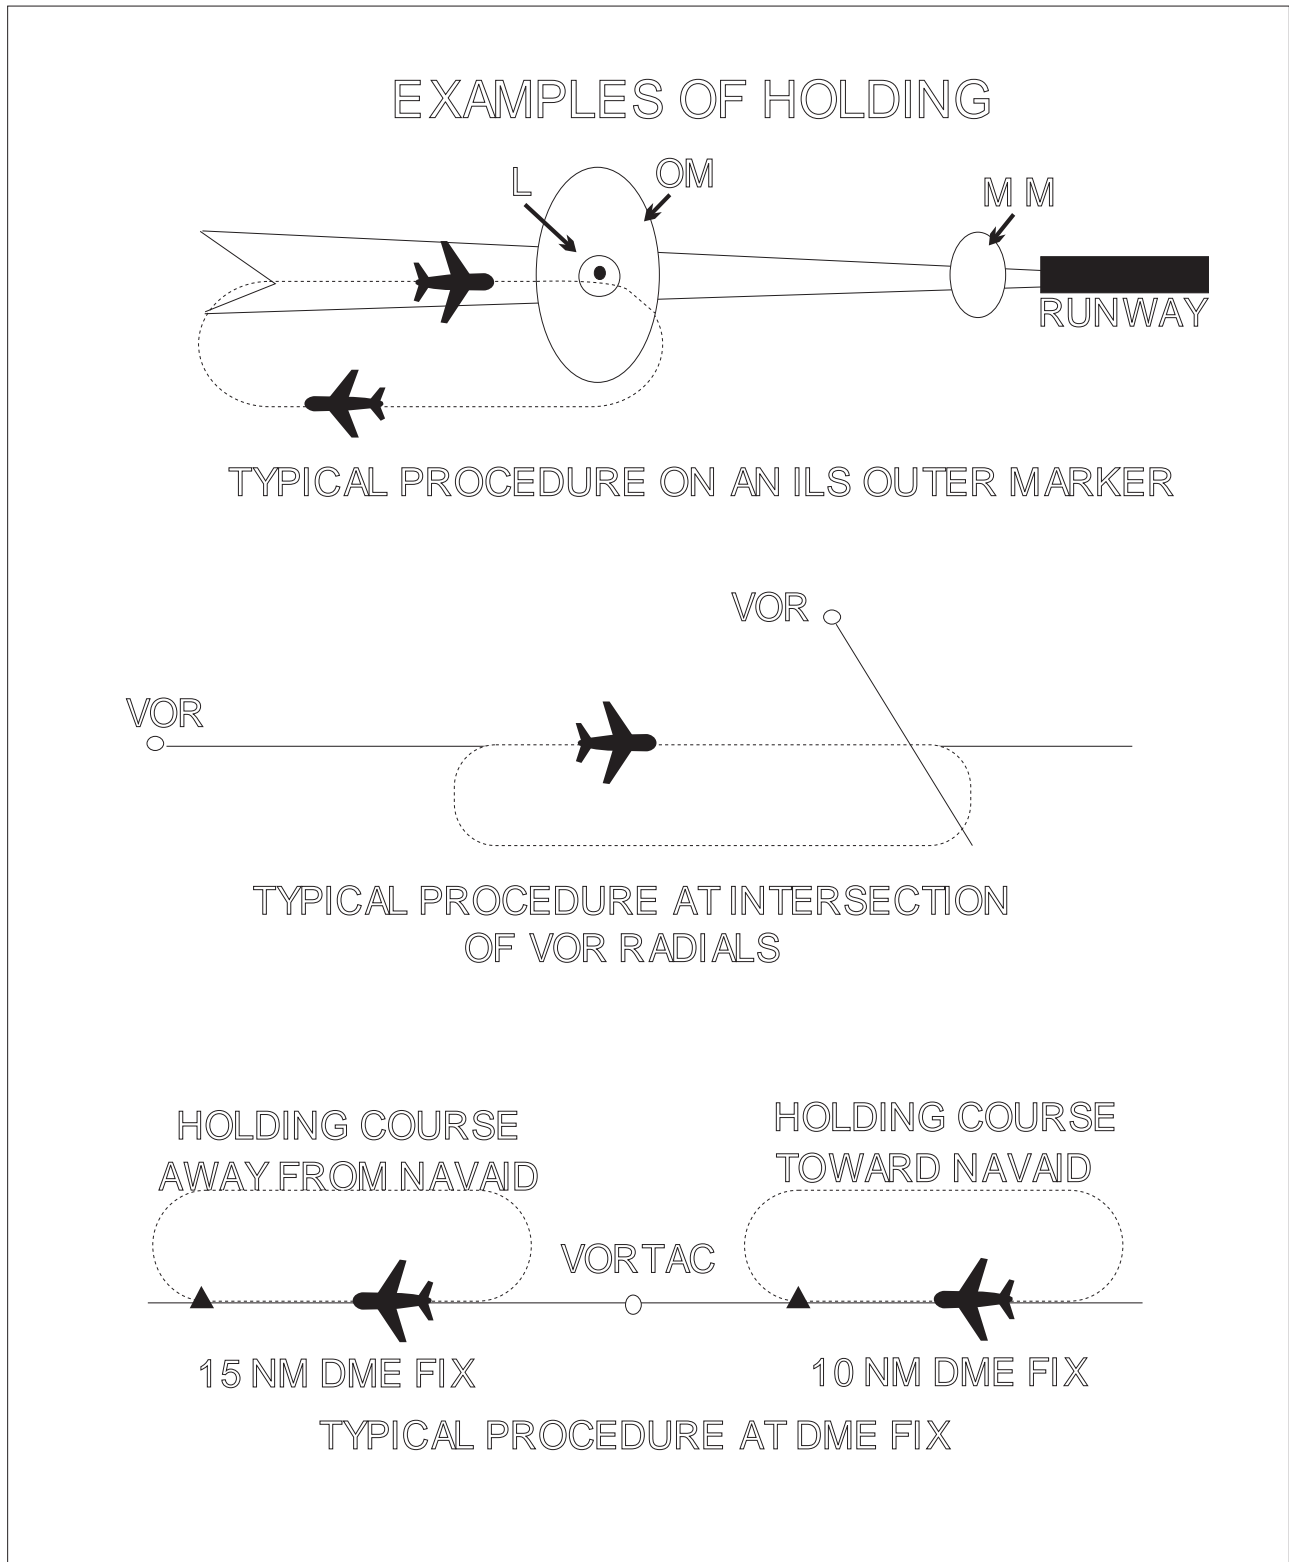 EXAMPLES OF HOLDING
L
OM
M M
RUNWAY
TYPICAL PROCEDURE ON AN ILS OUTER MARKER
VOR
VOR
TYPICAL PROCEDURE AT INTERSECTION
OF VOR RADIALS
HOLDING COURSE
AWAY FROM NAVAID
HOLDING COURSE
TOWARD NAVAID
VORTAC
15 NM DME FIX
10 NM DME FIX
TYPICAL PROCEDURE AT DME FIX